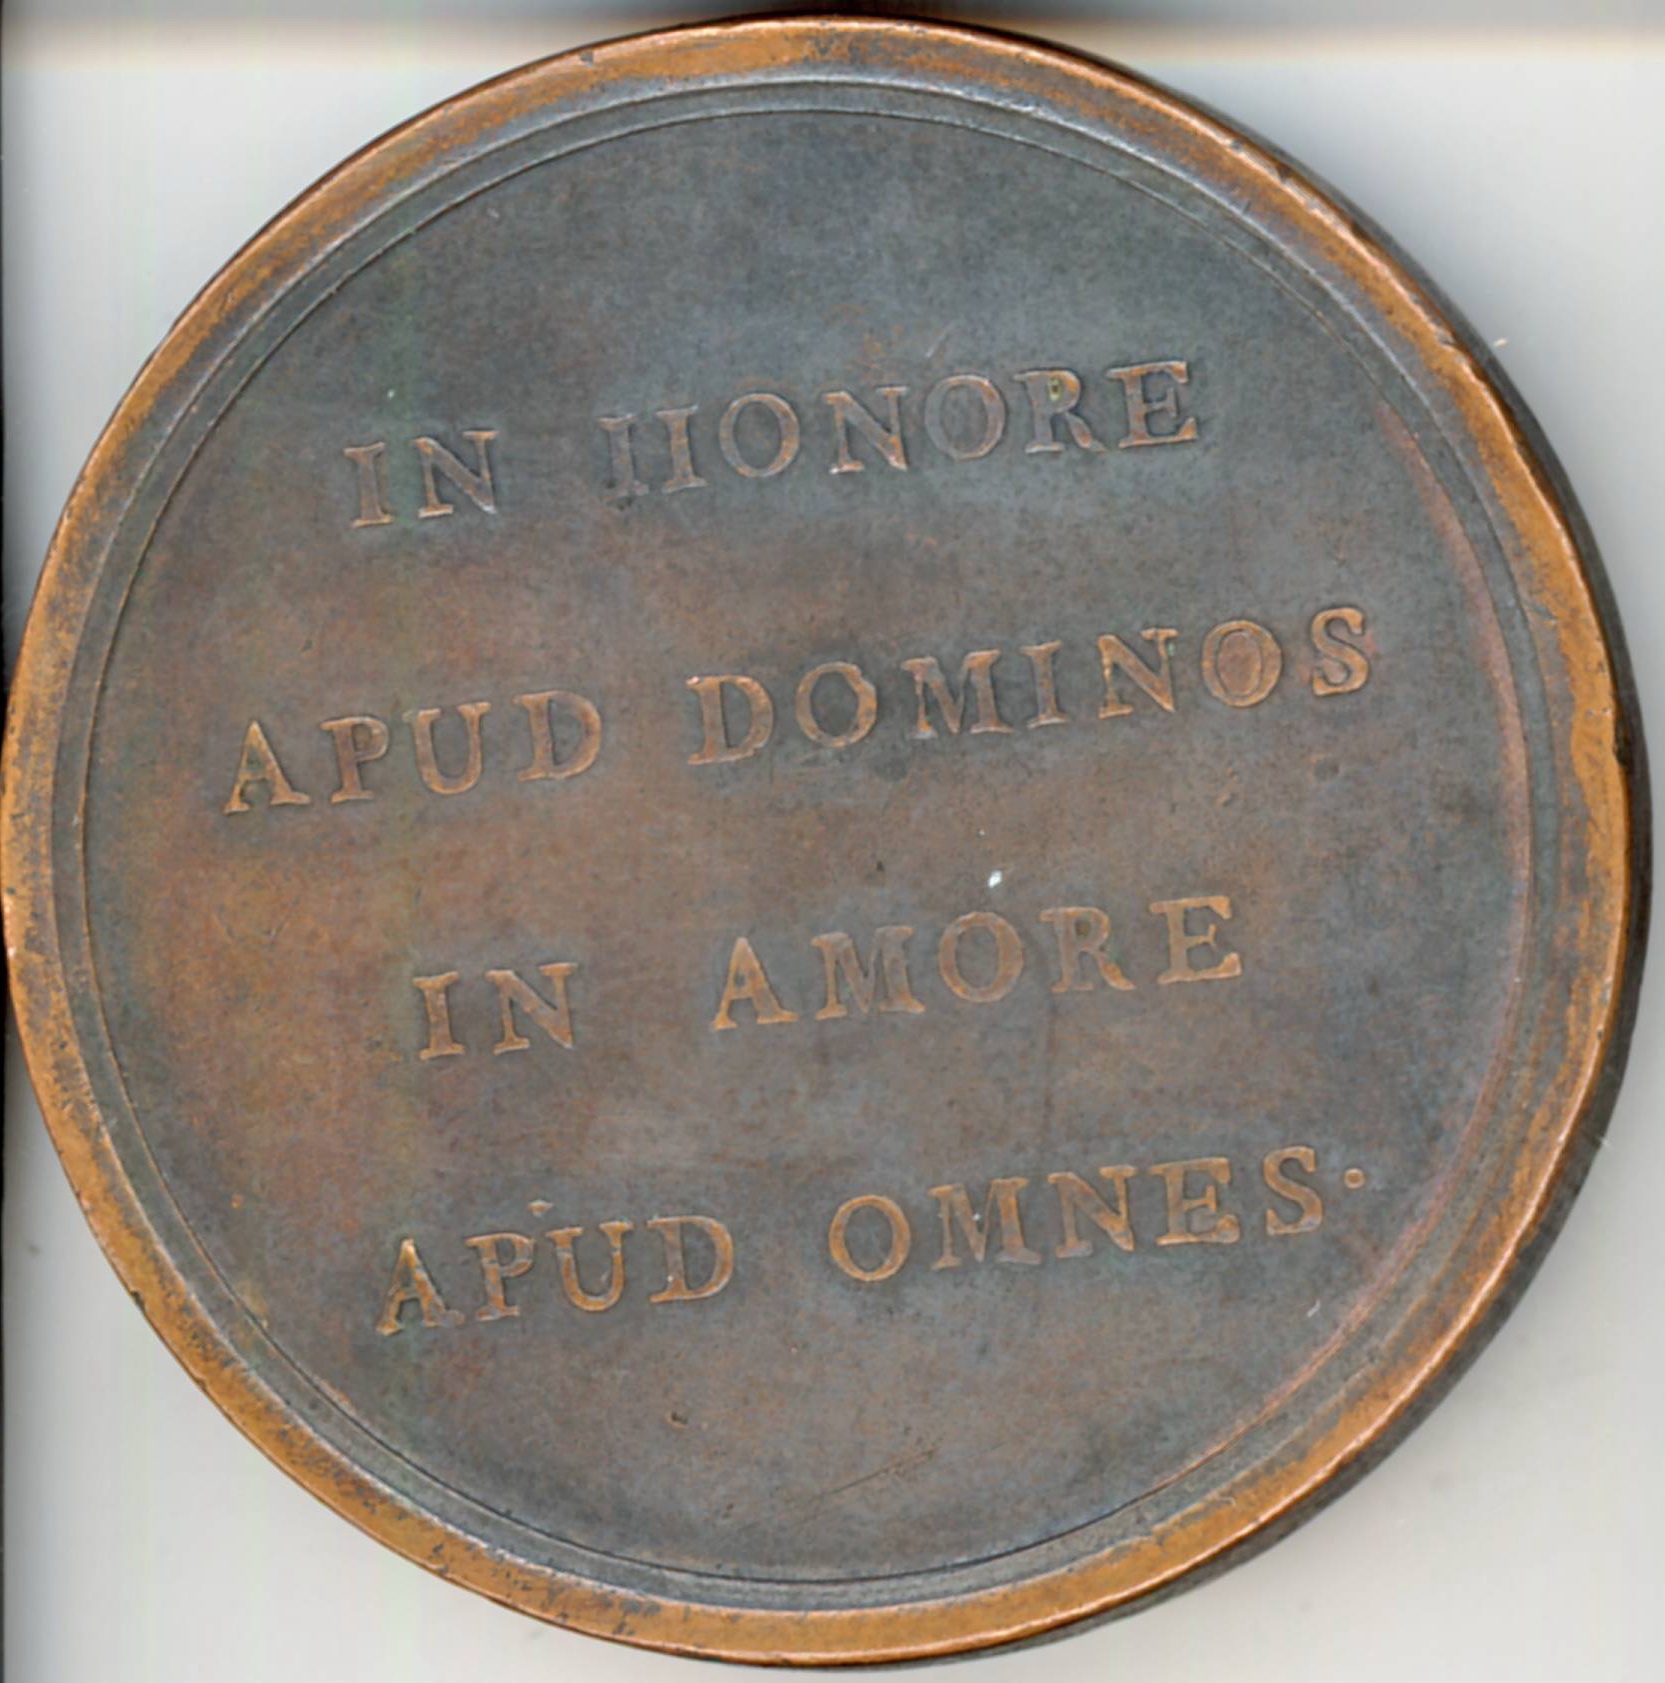 IN HONORE
APUD DOMINOS
IN AMORE
APUD OMNES·